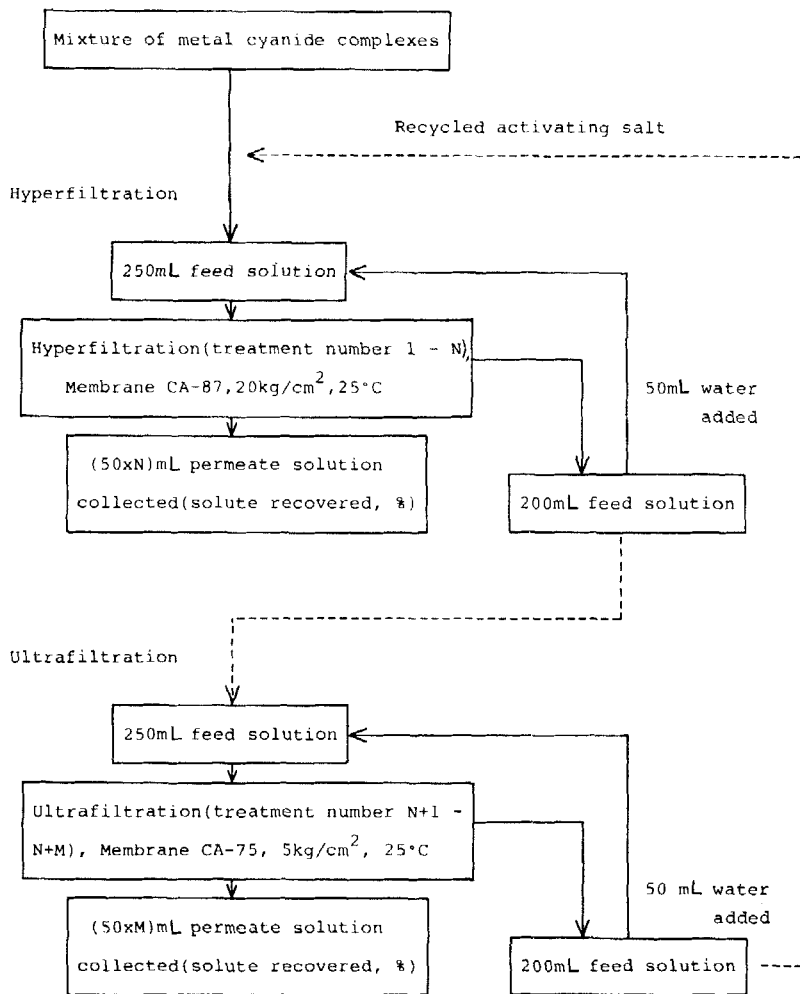 Mixture of metal cyanide complexes
Recycled activating salt
Hyperfiltration
250mL feed solution
Hyperfiltration(treatment number 1 - N),
Membrane CA-87,20kg/cm²,25°C
50mL water
added
(50xN)mL permeate solution
collected(solute recovered, %)
200mL feed solution
Ultrafiltration
250mL feed solution
Ultrafiltration(treatment number N+1 -
N+M), Membrane CA-75, 5kg/cm², 25°C
50 mL water
added
(50xM)mL permeate solution
collected(solute recovered, %)
200mL feed solution